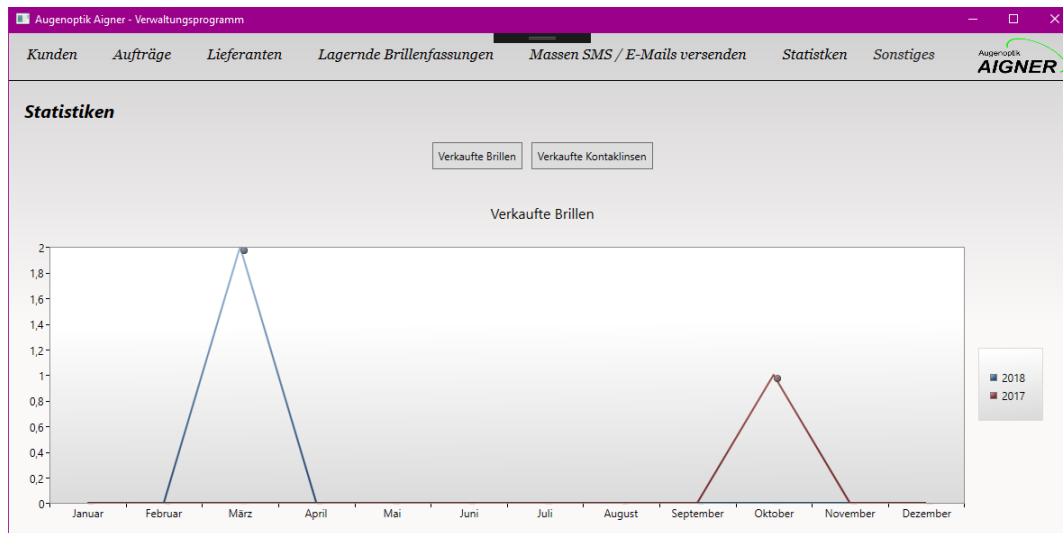 Augenoptik Aigner - Verwaltungsprogramm
Kunden Aufträge Lieferanten Lagernde Brillenfassungen Massen SMS / E-Mails versenden Statistken Sonstiges
Augenoptik
AIGNER
Statistiken
Verkaufte Brillen Verkaufte Kontaklinsen
Verkaufte Brillen
2
1,8
1,6
1,4
1,2
1
0,8
0,6
0,4
0,2
0
2018
2017
Januar Februar März April Mai Juni Juli August September Oktober November Dezember